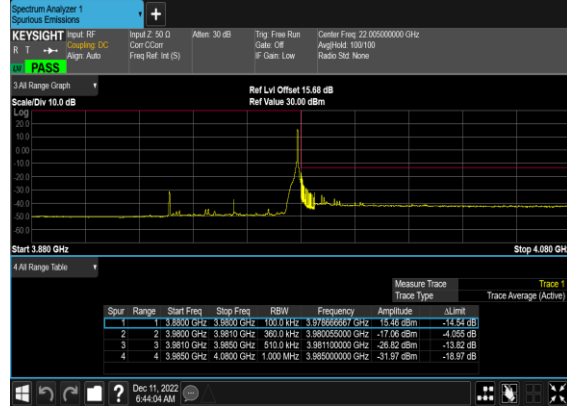 Spectrum Analyzer 1
Spurious Emissions
KEYSIGHT Input: RF Input Z: 50 Ω Atten: 30 dB Trig: Free Run Center Freq: 22.005000000 GHz
R T Coupling: DC Corr CCorr Gate: Off Avg|Hold: 100/100
Align: Auto Freq Ref: Int (S) IF Gain: Low Radio Std: None
LW PASS
3 All Range Graph
Ref Lvl Offset 15.68 dB
Scale/Div 10.0 dB Ref Value 30.00 dBm
Log
20.0
10.0
0.00
-10.0
-20.0
-30.0
-40.0
-50.0
-60.0
Start 3.880 GHz Stop 4.080 GHz
4 All Range Table
Measure Trace Trace 1
Trace Type Trace Average (Active)
Spur Range Start Freq Stop Freq RBW Frequency Amplitude ΔLimit
1 1 3.8800 GHz 3.9800 GHz 100.0 kHz 3.978666667 GHz 15.46 dBm -14.54 dB
2 2 3.9800 GHz 3.9810 GHz 360.0 kHz 3.980055000 GHz -17.06 dBm -4.055 dB
3 3 3.9810 GHz 3.9850 GHz 510.0 kHz 3.981100000 GHz -26.82 dBm -13.82 dB
4 4 3.9850 GHz 4.0800 GHz 1.000 MHz 3.985000000 GHz -31.97 dBm -18.97 dB
Dec 11, 2022
6:44:04 AM